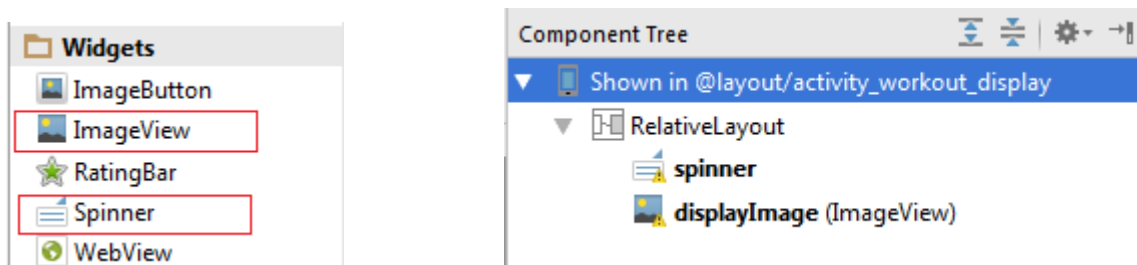 Widgets
ImageButton
ImageView
RatingBar
Spinner
WebView
Component Tree
Shown in @layout/activity_workout_display
RelativeLayout
spinner
displayImage (ImageView)